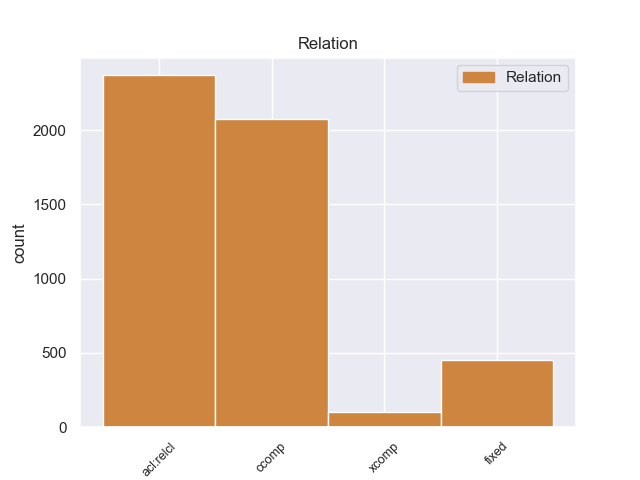 Relation
Relation
2000
1500
1000
500
0
count
acl:relcl
ccomp
xcomp
fixed